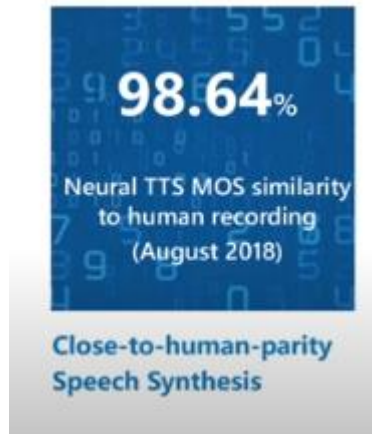 98.64%
Neural TTS MOS similarity
to human recording
(August 2018)
Close-to-human-parity
Speech Synthesis